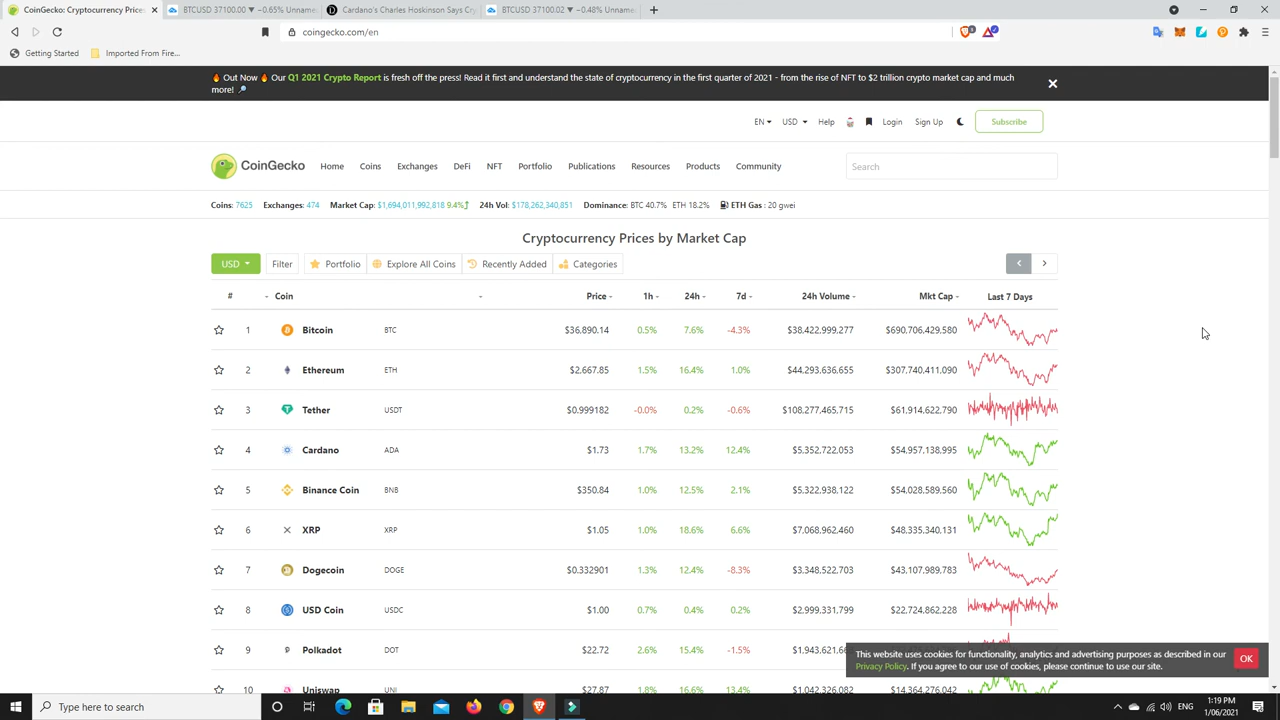 CoinGecko: Cryptocurrency Prices
BTCUSD 37100.00 ▼ −0.65% Unname
Cardano's Charles Hoskinson Says Cry
BTCUSD 37100.02 ▼ −0.48% Unname
coingecko.com/en
Getting Started
Imported From Fire...
🔥 Out Now 🔥 Our Q1 2021 Crypto Report is fresh off the press! Read it first and understand the state of cryptocurrency in the first quarter of 2021 - from the rise of NFT to $2 trillion crypto market cap and much
more! 🔎
EN USD Help Login Sign Up Subscribe
CoinGecko Home Coins Exchanges DeFi NFT Portfolio Publications Resources Products Community Search
Coins: 7625 Exchanges: 474 Market Cap: $1,694,011,992,818 9.4% 24h Vol: $178,262,340,851 Dominance: BTC 40.7% ETH 18.2% ETH Gas : 20 gwei
Cryptocurrency Prices by Market Cap
USD Filter Portfolio Explore All Coins Recently Added Categories
# Coin Price 1h 24h 7d 24h Volume Mkt Cap Last 7 Days
1 Bitcoin BTC $36,890.14 0.5% 7.6% -4.3% $38,422,999,277 $690,706,429,580
2 Ethereum ETH $2,667.85 1.5% 16.4% 1.0% $44,293,636,655 $307,740,411,090
3 Tether USDT $0.999182 -0.0% 0.2% -0.6% $108,277,465,715 $61,914,622,790
4 Cardano ADA $1.73 1.7% 13.2% 12.4% $5,352,722,053 $54,957,138,995
5 Binance Coin BNB $350.84 1.0% 12.5% 2.1% $5,322,938,122 $54,028,589,560
6 XRP XRP $1.05 1.0% 18.6% 6.6% $7,068,962,460 $48,335,340,131
7 Dogecoin DOGE $0.332901 1.3% 12.4% -8.3% $3,348,522,703 $43,107,989,783
8 USD Coin USDC $1.00 0.7% 0.4% 0.2% $2,999,331,799 $22,724,862,228
9 Polkadot DOT $22.72 2.6% 15.4% -1.5%
10 Uniswap UNI $27.87 1.8% 16.6% 13.4% $1,042,326,082 $14,364,276,042
This website uses cookies for functionality, analytics and advertising purposes as described in our
Privacy Policy. If you agree to our use of cookies, please continue to use our site.
OK
Type here to search
ENG
1:19 PM
1/06/2021